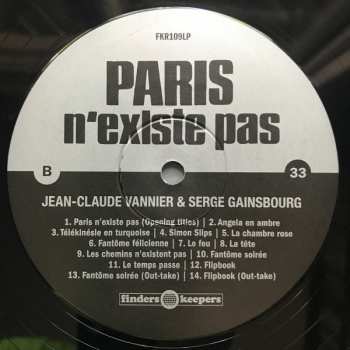 FKR109LP
PARIS
n'existe pas
B
33
JEAN-CLAUDE VANNIER & SERGE GAINSBOURG
1. Paris n'existe pas (Opening titles) | 2. Angela en ambre
3. Télékinésie en turquoise | 4. Simon Slips | 5. La chambre rose
6. Fantôme félicienne | 7. Le feu | 8. La tête
9. Les chemins n'existent pas | 10. Fantôme soirée
11. Le temps passe | 12. Flipbook
13. Fantôme soirée (Out-take) | 14. Flipbook (Out-take)
finders keepers